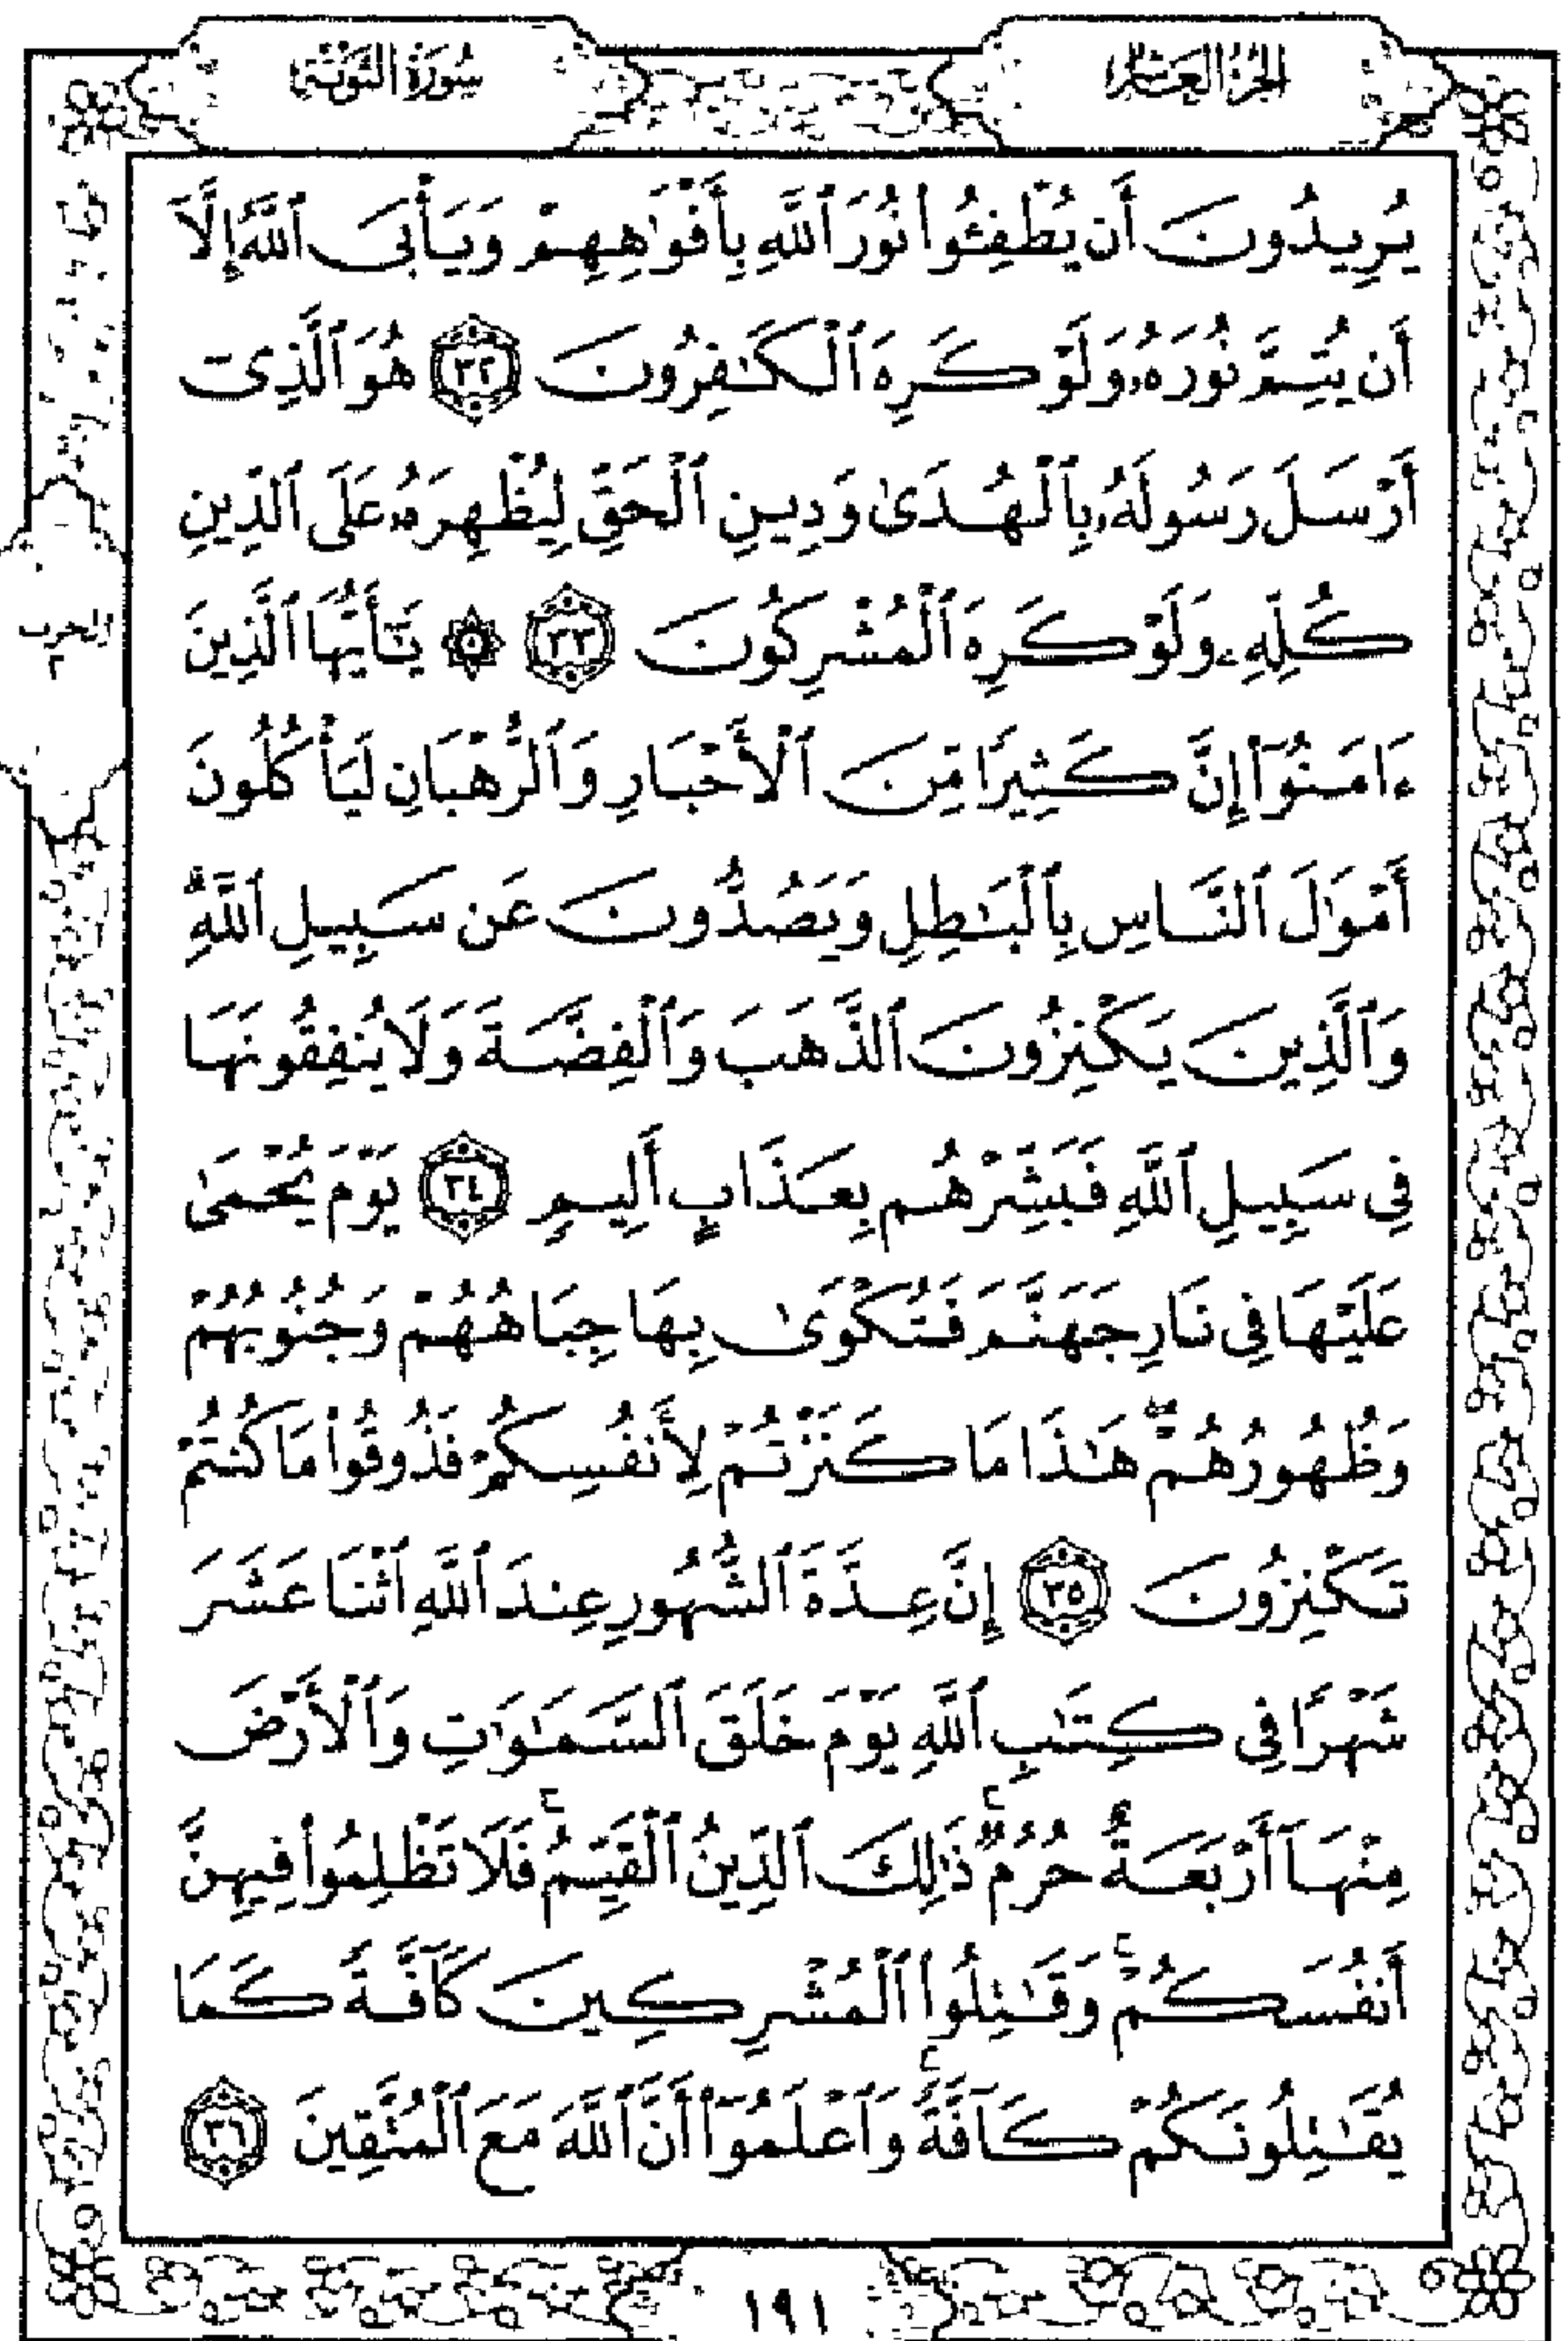 الجزء العاشر
سورة التوبة
يُرِيدُونَ أَن يُطْفِـُٔوا۟ نُورَ ٱللَّهِ بِأَفْوَٰهِهِمْ وَيَأْبَى ٱللَّهُ إِلَّآ
أَن يُتِمَّ نُورَهُۥ وَلَوْ كَرِهَ ٱلْكَـٰفِرُونَ ٣٢ هُوَ ٱلَّذِىٓ
أَرْسَلَ رَسُولَهُۥ بِٱلْهُدَىٰ وَدِينِ ٱلْحَقِّ لِيُظْهِرَهُۥ عَلَى ٱلدِّينِ
كُلِّهِۦ وَلَوْ كَرِهَ ٱلْمُشْرِكُونَ ٣٣ ۞ يَـٰٓأَيُّهَا ٱلَّذِينَ
ءَامَنُوٓا۟ إِنَّ كَثِيرًا مِّنَ ٱلْأَحْبَارِ وَٱلرُّهْبَانِ لَيَأْكُلُونَ
أَمْوَٰلَ ٱلنَّاسِ بِٱلْبَـٰطِلِ وَيَصُدُّونَ عَن سَبِيلِ ٱللَّهِ ۗ
وَٱلَّذِينَ يَكْنِزُونَ ٱلذَّهَبَ وَٱلْفِضَّةَ وَلَا يُنفِقُونَهَا
فِى سَبِيلِ ٱللَّهِ فَبَشِّرْهُم بِعَذَابٍ أَلِيمٍ ٣٤ يَوْمَ يُحْمَىٰ
عَلَيْهَا فِى نَارِ جَهَنَّمَ فَتُكْوَىٰ بِهَا جِبَاهُهُمْ وَجُنُوبُهُمْ
وَظُهُورُهُمْ ۖ هَـٰذَا مَا كَنَزْتُمْ لِأَنفُسِكُمْ فَذُوقُوا۟ مَا كُنتُمْ
تَكْنِزُونَ ٣٥ إِنَّ عِدَّةَ ٱلشُّهُورِ عِندَ ٱللَّهِ ٱثْنَا عَشَرَ
شَهْرًا فِى كِتَـٰبِ ٱللَّهِ يَوْمَ خَلَقَ ٱلسَّمَـٰوَٰتِ وَٱلْأَرْضَ
مِنْهَآ أَرْبَعَةٌ حُرُمٌ ۚ ذَٰلِكَ ٱلدِّينُ ٱلْقَيِّمُ ۚ فَلَا تَظْلِمُوا۟ فِيهِنَّ
أَنفُسَكُمْ ۚ وَقَـٰتِلُوا۟ ٱلْمُشْرِكِينَ كَآفَّةً كَمَا
يُقَـٰتِلُونَكُمْ كَآفَّةً ۚ وَٱعْلَمُوٓا۟ أَنَّ ٱللَّهَ مَعَ ٱلْمُتَّقِينَ ٣٦
الحزب
١٩١